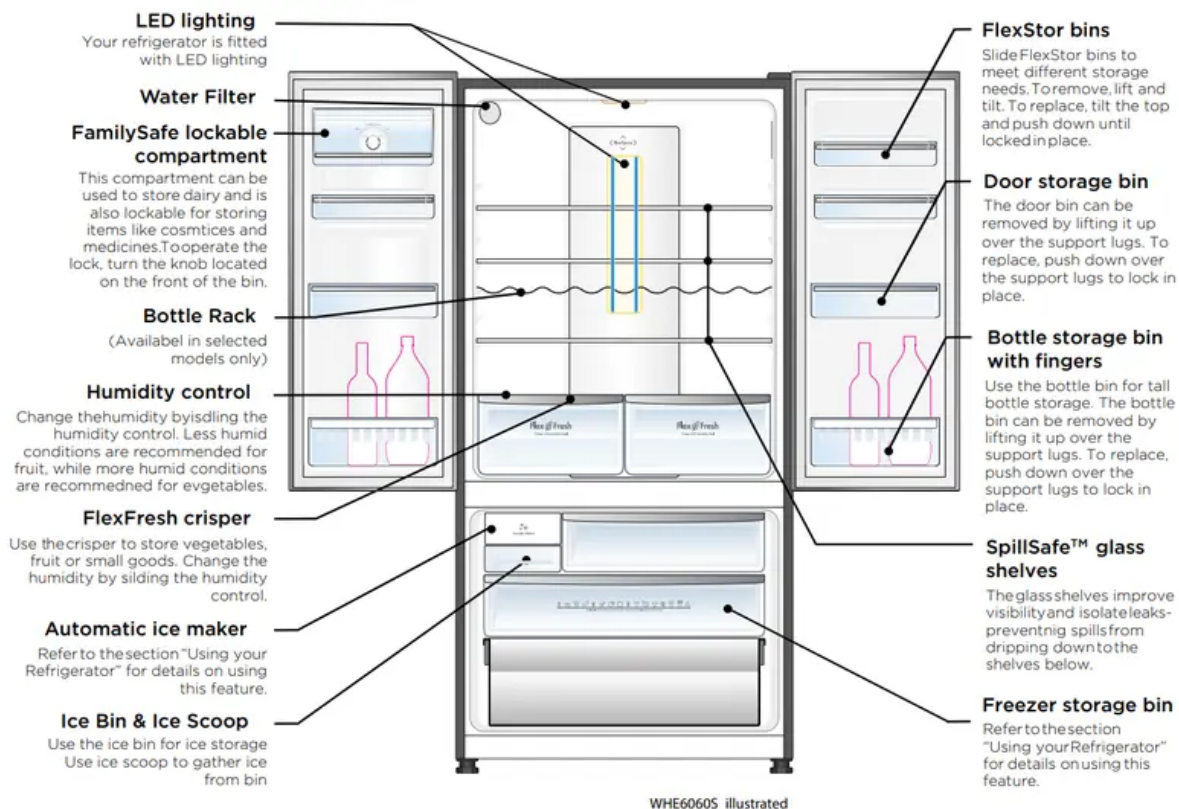 LED lighting
Your refrigerator is fitted
with LED lighting
Water Filter
FamilySafe lockable
compartment
This compartment can be
used to store dairy and is
also lockable for storing
items like cosmtices and
medicines.Tooperate the
lock, turn the knob located
on the front of the bin.
Bottle Rack
(Availabel in selected
models only)
Humidity control
Change thehumidity byisdling the
humidity control. Less humid
conditions are recommended for
fruit, while more humid conditions
are recommedned for evgetables.
FlexFresh crisper
Use thecrisper to store vegetables,
fruit or small goods. Change the
humidity by silding the humidity
control.
Automatic ice maker
Refer to thesection "Using your
Refrigerator" for details on using
this feature.
Ice Bin & Ice Scoop
Use the ice bin for ice storage
Use ice scoop to gather ice
from bin
FlexFresh
FlexFresh
FlexStor bins
SlideFlexStor bins to
meet different storage
needs. Toremove, lift and
tilt. To replace, tilt the top
and push down until
lockedin place.
Door storage bin
The door bin can be
removed by lifting it up
over the support lugs. To
replace, push down over
the support lugs to lock in
place.
Bottle storage bin
with fingers
Use the bottle bin for tall
bottle storage. The bottle
bin can be removed by
lifting it up over the
support lugs. To replace,
push down over the
support lugs to lock in
place.
SpillSafe™ glass
shelves
Theglassshelves improve
visibilityand isolateleaks-
preventnig spillsfrom
dripping downtothe
shelves below.
Freezer storage bin
Refertothesection
"Using yourRefrigerator"
for details onusing this
feature.
WHE6060S illustrated